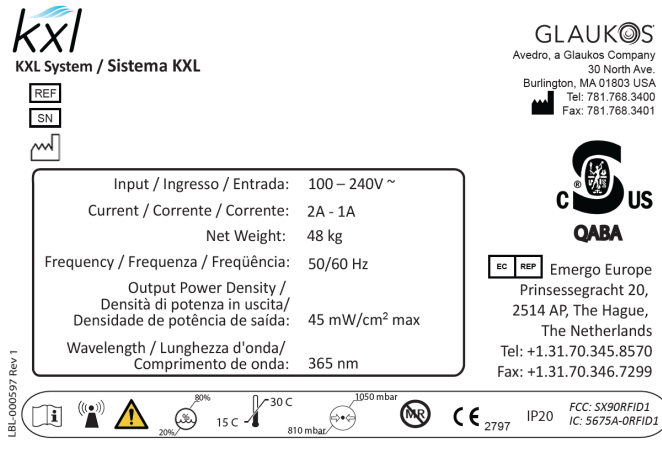 kxl
KXL System / Sistema KXL
REF
SN
GLAUKOS
Avedro, a Glaukos Company
30 North Ave.
Burlington, MA 01803 USA
Tel: 781.768.3400
Fax: 781.768.3401
Input / Ingresso / Entrada: 100 – 240V ~
Current / Corrente / Corrente: 2A - 1A
Net Weight: 48 kg
Frequency / Frequenza / Freqüência: 50/60 Hz
Output Power Density /
Densità di potenza in uscita/
Densidade de potência de saída: 45 mW/cm² max
Wavelength / Lunghezza d'onda/
Comprimento de onda: 365 nm
® C US
QABA
EC REP Emergo Europe
Prinsessegracht 20,
2514 AP, The Hague,
The Netherlands
Tel: +1.31.70.345.8570
Fax: +1.31.70.346.7299
LBL-000597 Rev 1
i
20% % 80%
15 C 30 C
810 mbar 1050 mbar
MR
CE 2797
IP20
FCC: SX90RFID1
IC: 5675A-0RFID1